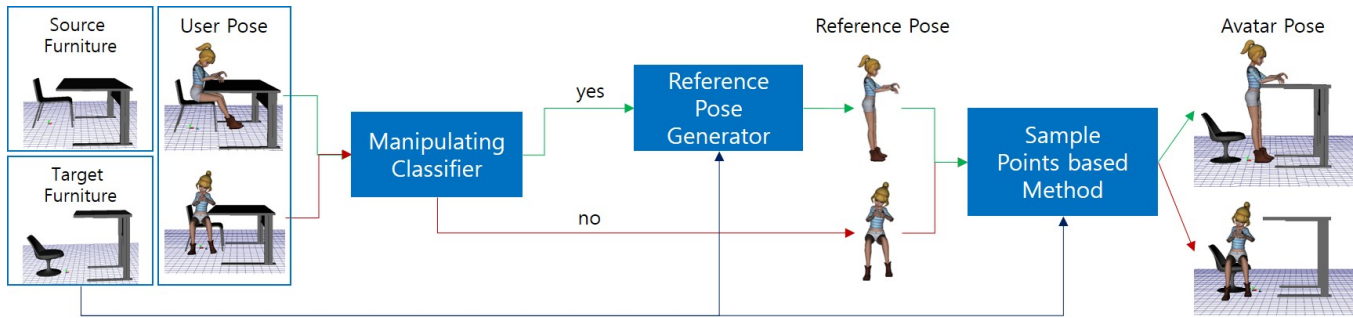 Source
Furniture
User Pose
Target
Furniture
Manipulating
Classifier
yes
no
Reference
Pose
Generator
Reference Pose
Sample
Points based
Method
Avatar Pose